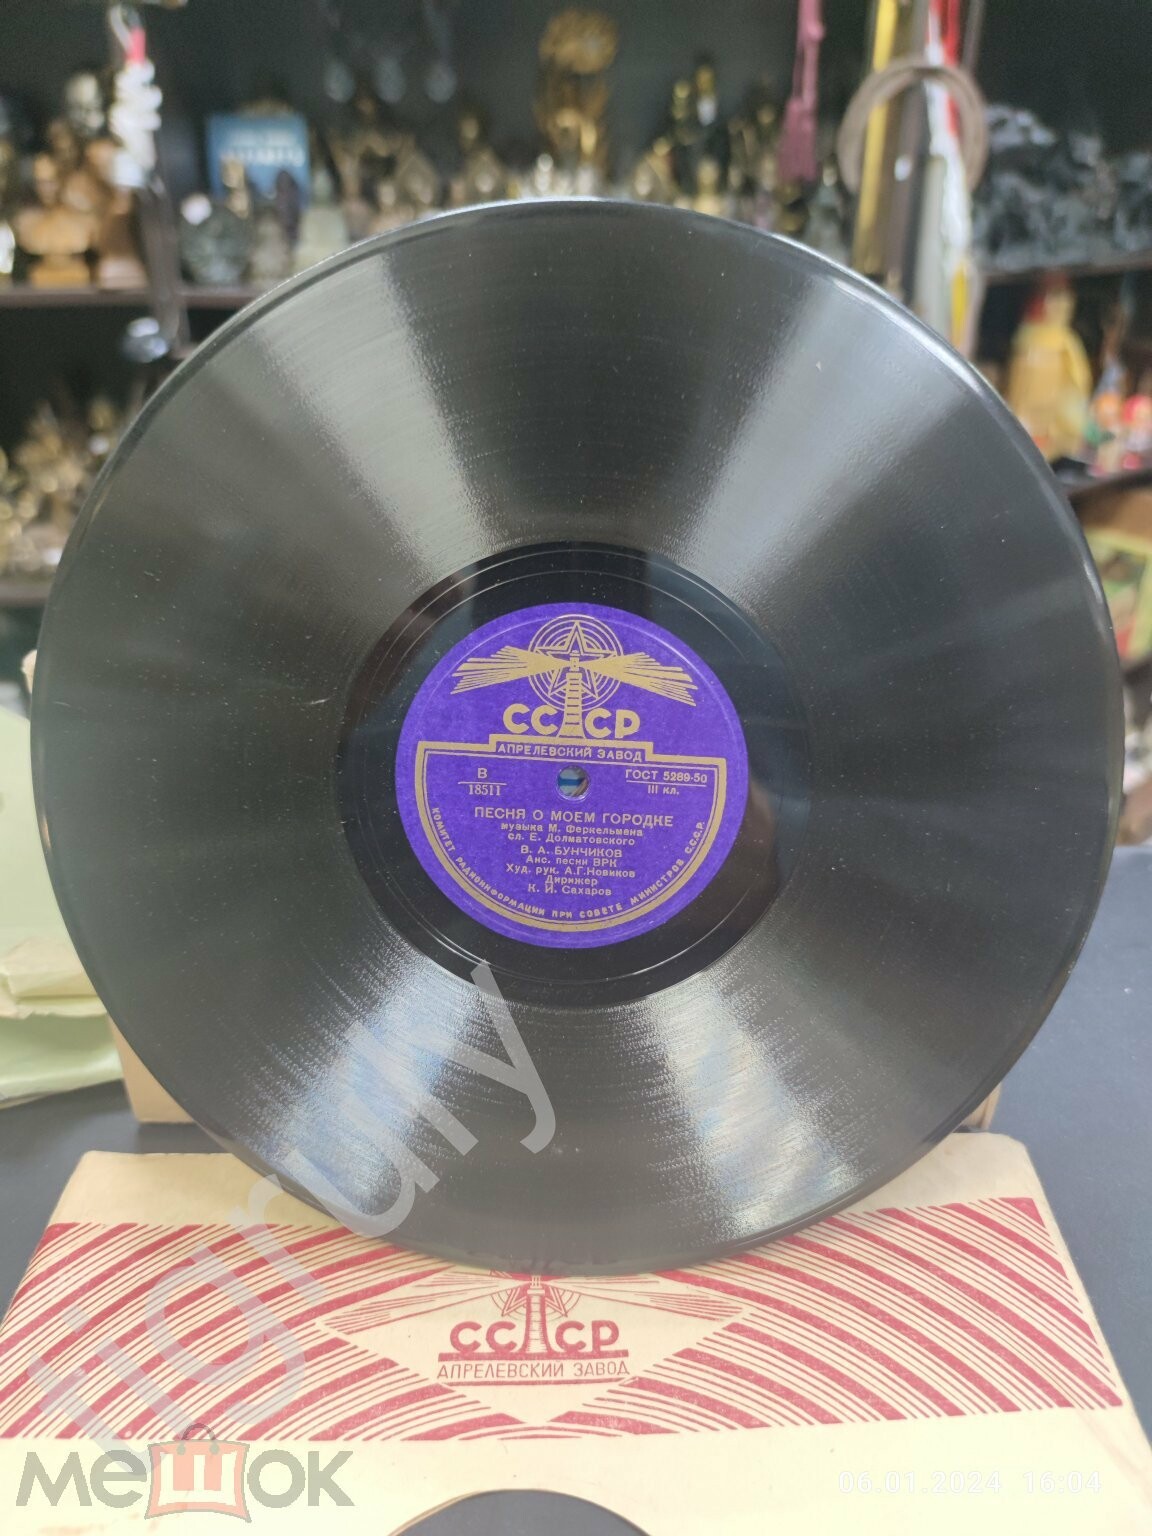 СССР
АПРЕЛЕВСКИЙ ЗАВОД
В
18511
ГОСТ 5289-50
III кл.
ПЕСНЯ О МОЕМ ГОРОДКЕ
музыка М. Феркельмена
сл. Е. Долматовского
В. А. БУНЧИКОВ
Анс. песни ВРК
Худ. рук. А.Г.Новиков
Дирижер
К. И. Сахаров
КОМИТЕТ РАДИОИНФОРМАЦИИ ПРИ СОВЕТЕ МИНИСТРОВ С.С.С.Р.
СССР
АПРЕЛЕВСКИЙ ЗАВОД
мешок
06.01.2024 16:04